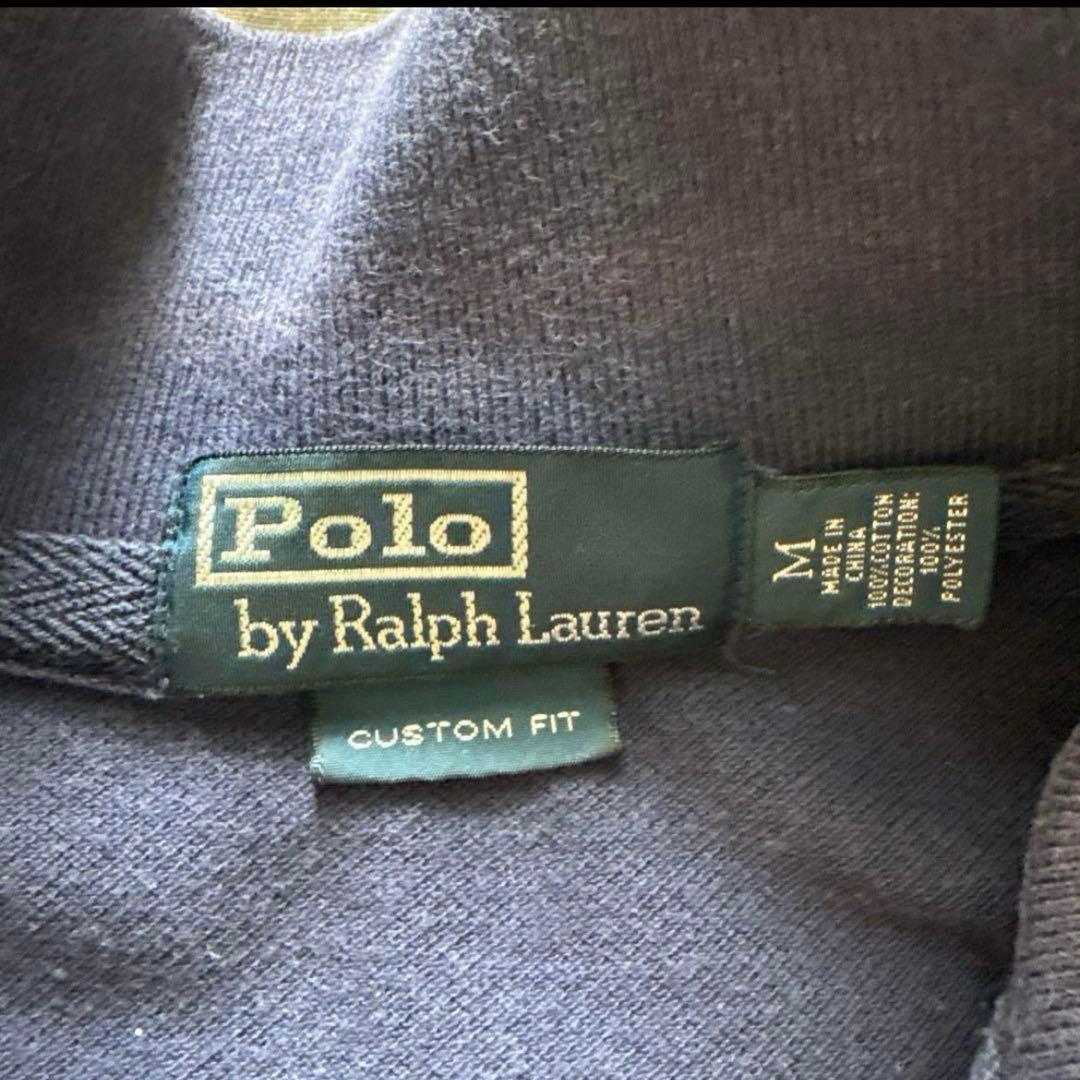 Polo
by Ralph Lauren
CUSTOM FIT
M
MADE IN
CHINA
100%COTTON
DECORATION:
100%
POLYESTER